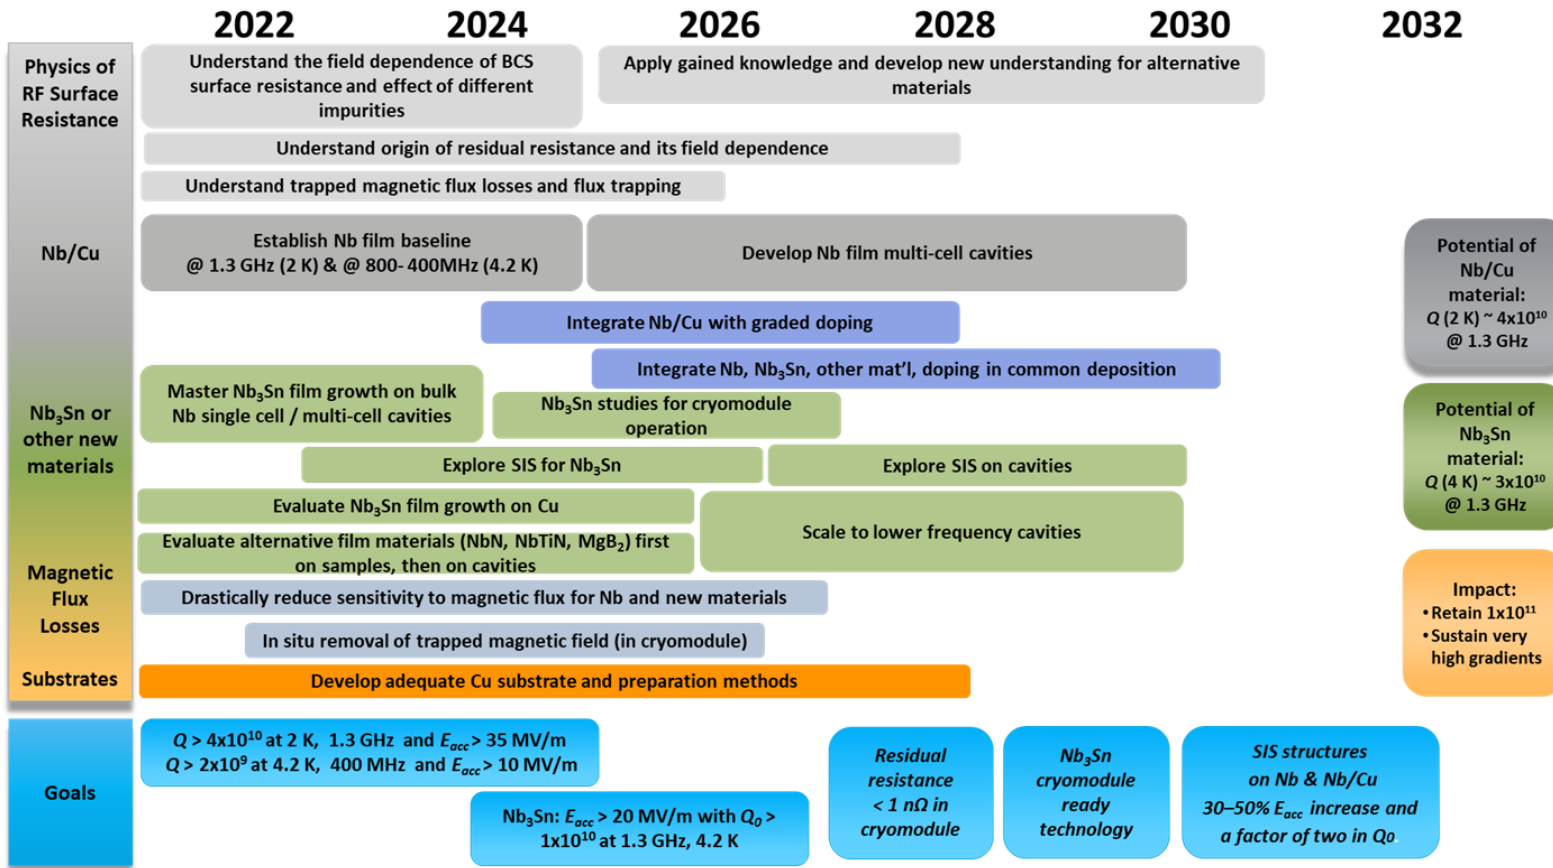 2022 2024 2026 2028 2030 2032
Physics of
RF Surface
Resistance
Understand the field dependence of BCS
surface resistance and effect of different
impurities
Apply gained knowledge and develop new understanding for alternative
materials
Understand origin of residual resistance and its field dependence
Understand trapped magnetic flux losses and flux trapping
Nb/Cu
Establish Nb film baseline
@ 1.3 GHz (2 K) & @ 800- 400MHz (4.2 K)
Develop Nb film multi-cell cavities
Potential of
Nb/Cu
material:
Q (2 K) ~ 4x10¹⁰
@ 1.3 GHz
Integrate Nb/Cu with graded doping
Integrate Nb, Nb₃Sn, other mat'l, doping in common deposition
Nb₃Sn or
other new
materials
Master Nb₃Sn film growth on bulk
Nb single cell / multi-cell cavities
Nb₃Sn studies for cryomodule
operation
Explore SIS for Nb₃Sn
Explore SIS on cavities
Potential of
Nb₃Sn
material:
Q (4 K) ~ 3x10¹⁰
@ 1.3 GHz
Evaluate Nb₃Sn film growth on Cu
Scale to lower frequency cavities
Evaluate alternative film materials (NbN, NbTiN, MgB₂) first
on samples, then on cavities
Magnetic
Flux
Losses
Drastically reduce sensitivity to magnetic flux for Nb and new materials
In situ removal of trapped magnetic field (in cryomodule)
Impact:
• Retain 1x10¹¹
• Sustain very
high gradients
Substrates
Develop adequate Cu substrate and preparation methods
Goals
Q > 4x10¹⁰ at 2 K, 1.3 GHz and E_acc > 35 MV/m
Q > 2x10⁹ at 4.2 K, 400 MHz and E_acc > 10 MV/m
Nb₃Sn: E_acc > 20 MV/m with Q₀ >
1x10¹⁰ at 1.3 GHz, 4.2 K
Residual
resistance
< 1 nΩ in
cryomodule
Nb₃Sn
cryomodule
ready
technology
SIS structures
on Nb & Nb/Cu
30–50% E_acc increase and
a factor of two in Q₀.